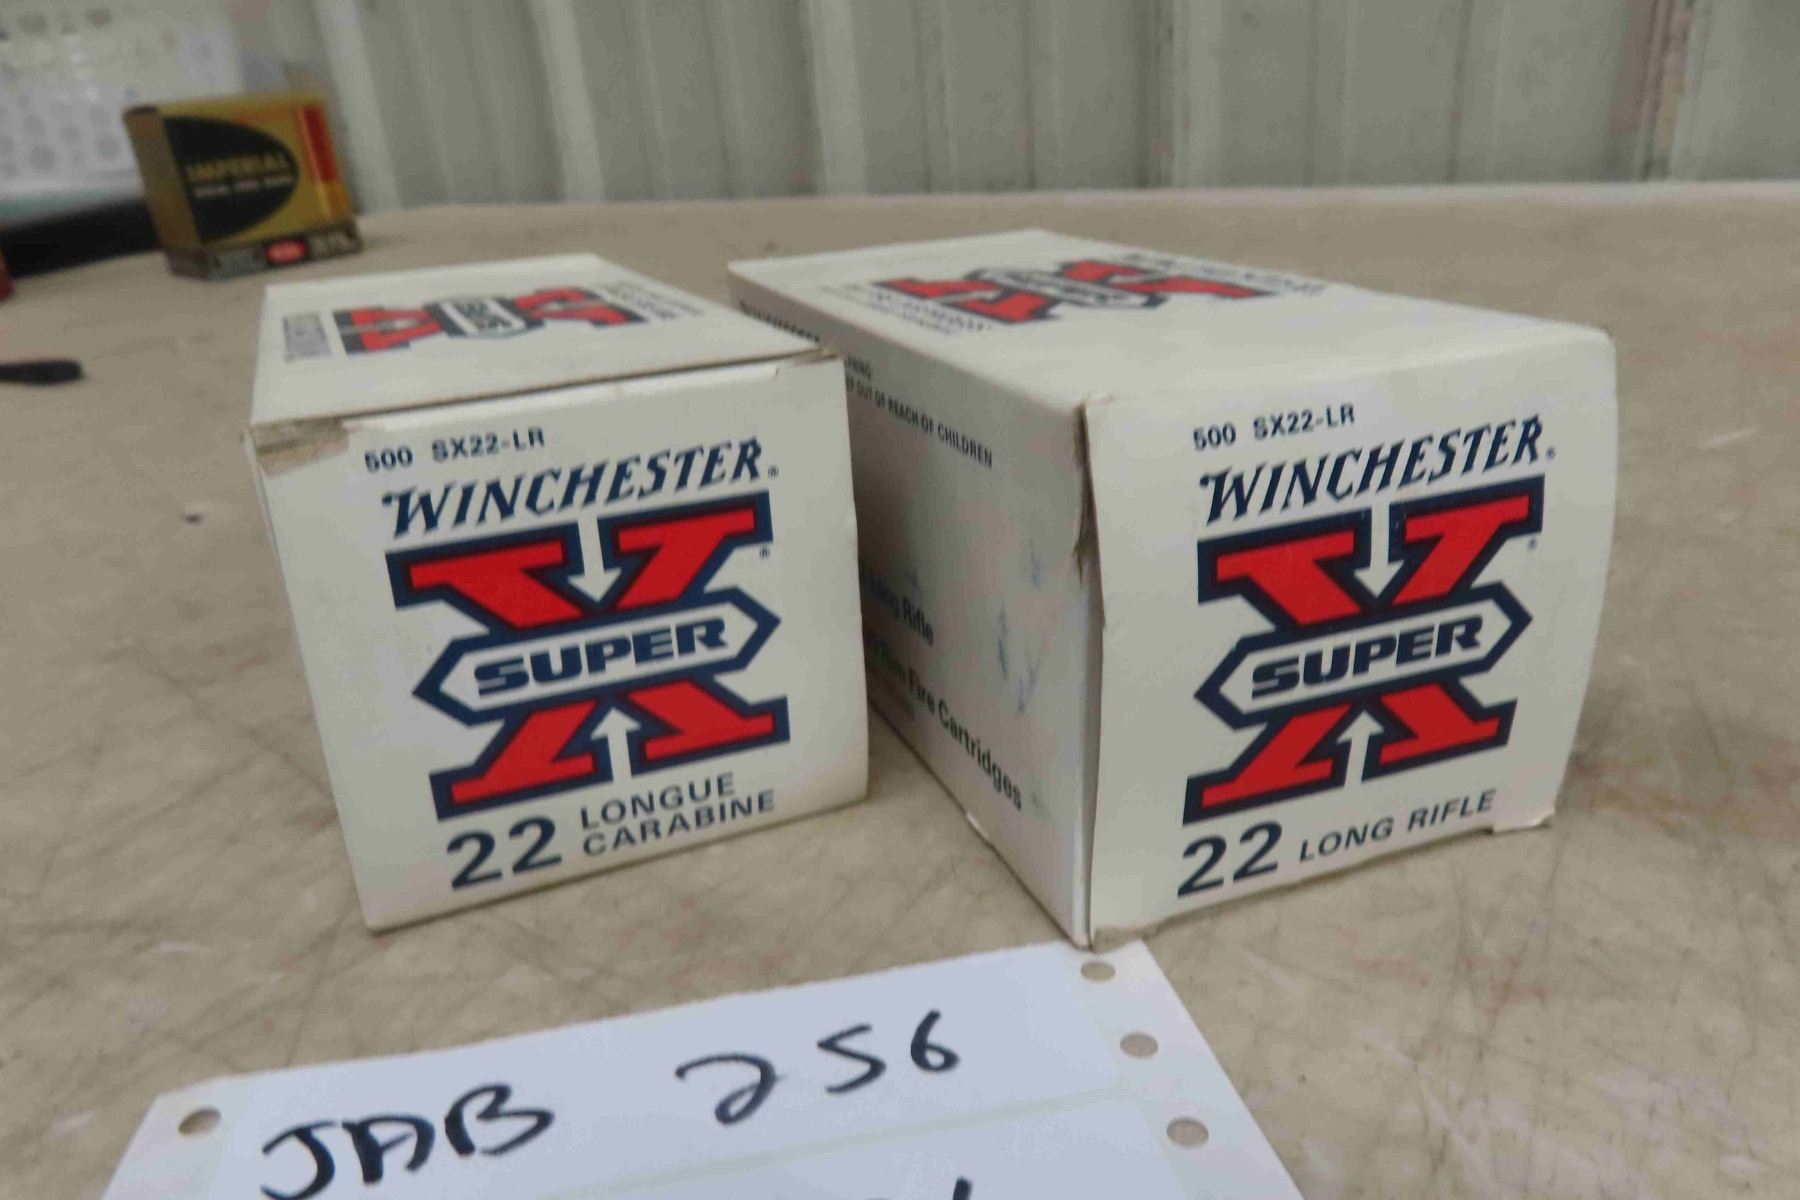 IMPERIAL
500 SX22-LR
WINCHESTER®
SUPER
®
22 LONGUE
CARABINE
KEEP OUT OF REACH OF CHILDREN
Long Rifle
Fire Cartridges
500 SX22-LR
WINCHESTER®
SUPER
®
22 LONG RIFLE
JAB 256